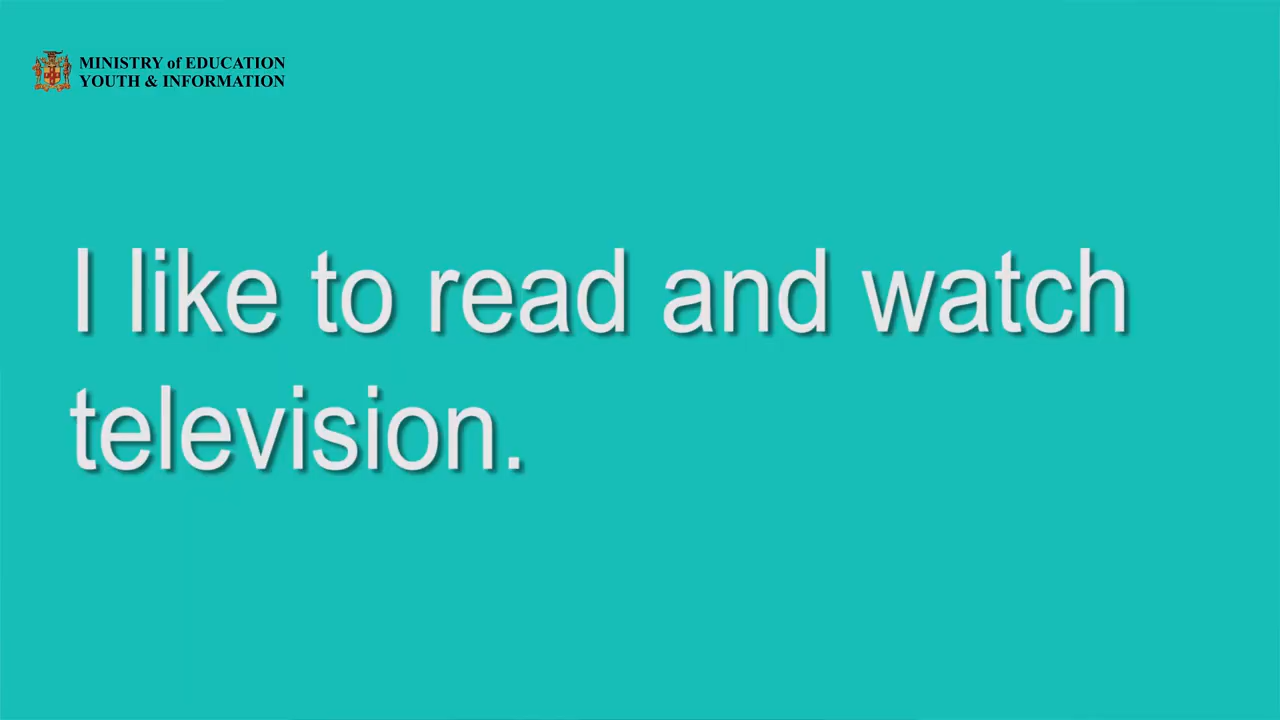 MINISTRY of EDUCATION
YOUTH & INFORMATION
I like to read and watch
television.